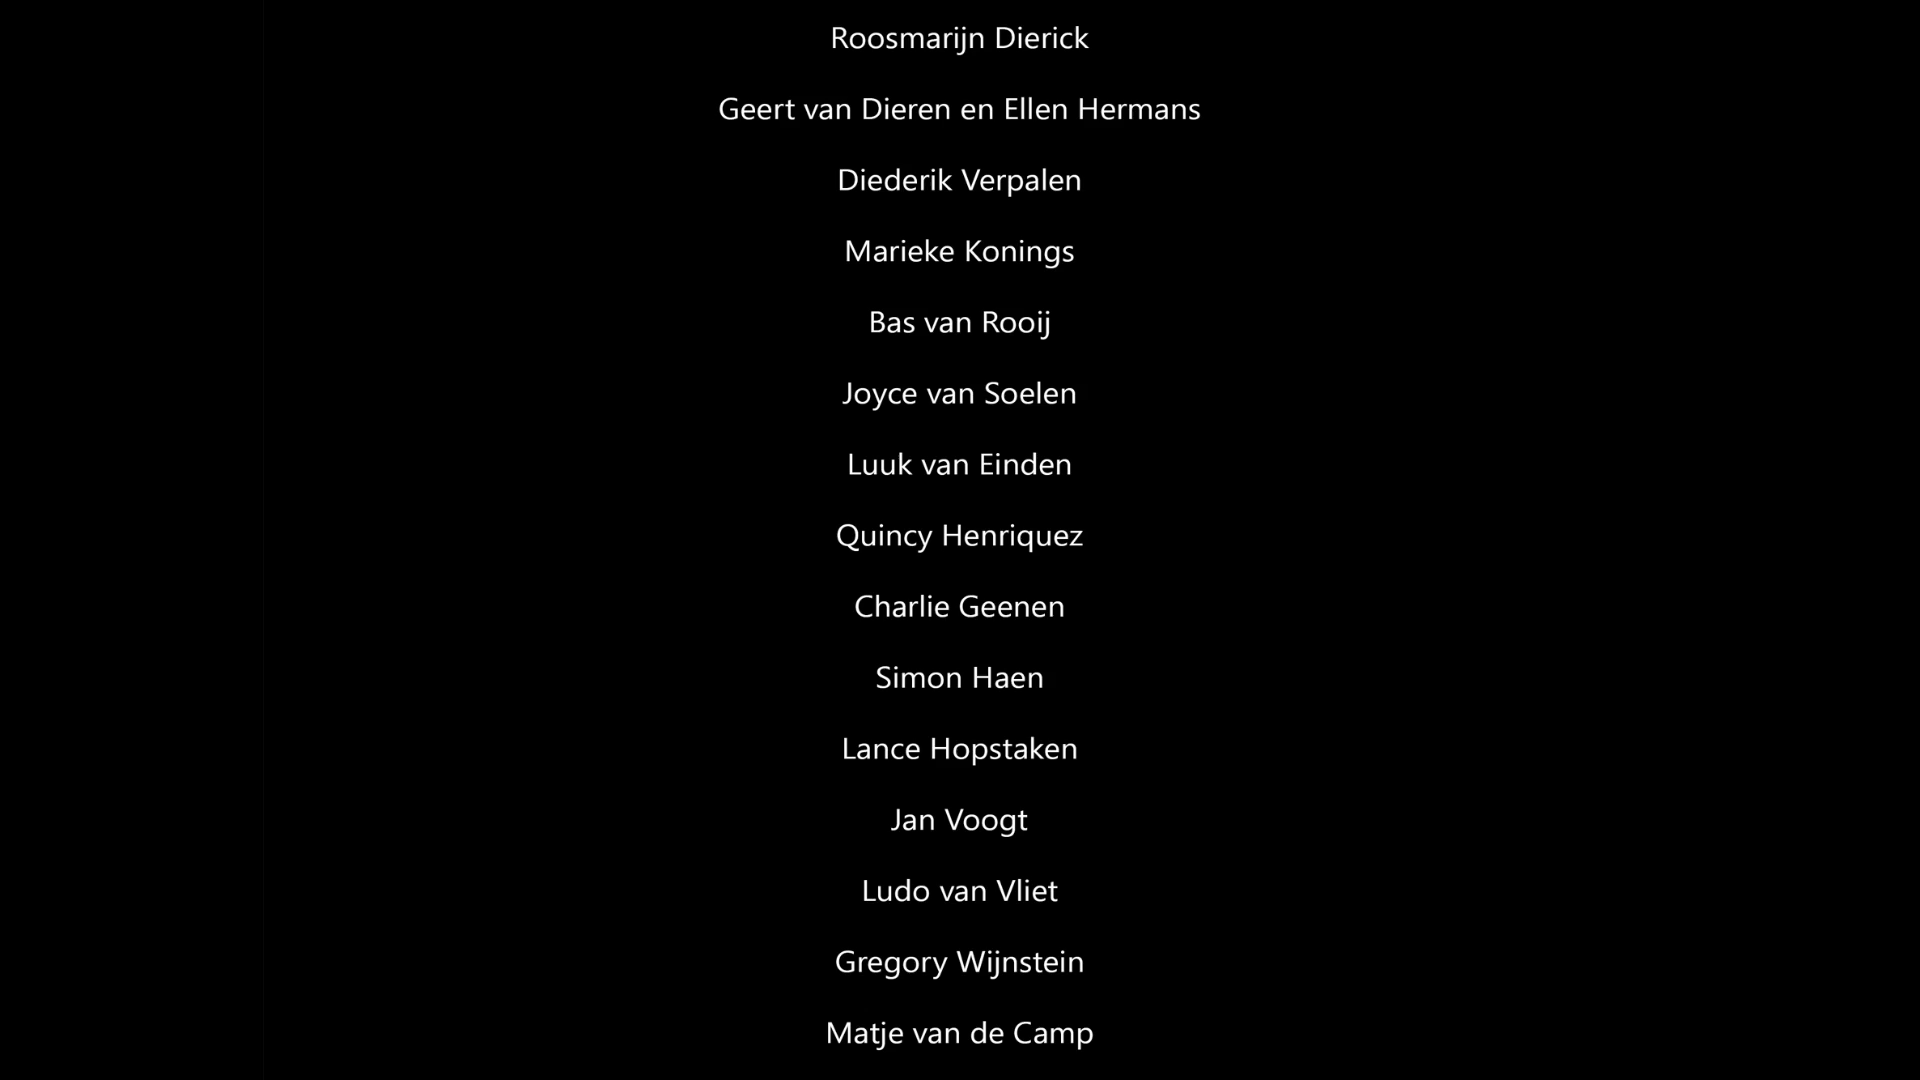 Roosmarijn Dierick
Geert van Dieren en Ellen Hermans
Diederik Verpalen
Marieke Konings
Bas van Rooij
Joyce van Soelen
Luuk van Einden
Quincy Henriquez
Charlie Geenen
Simon Haen
Lance Hopstaken
Jan Voogt
Ludo van Vliet
Gregory Wijnstein
Matje van de Camp